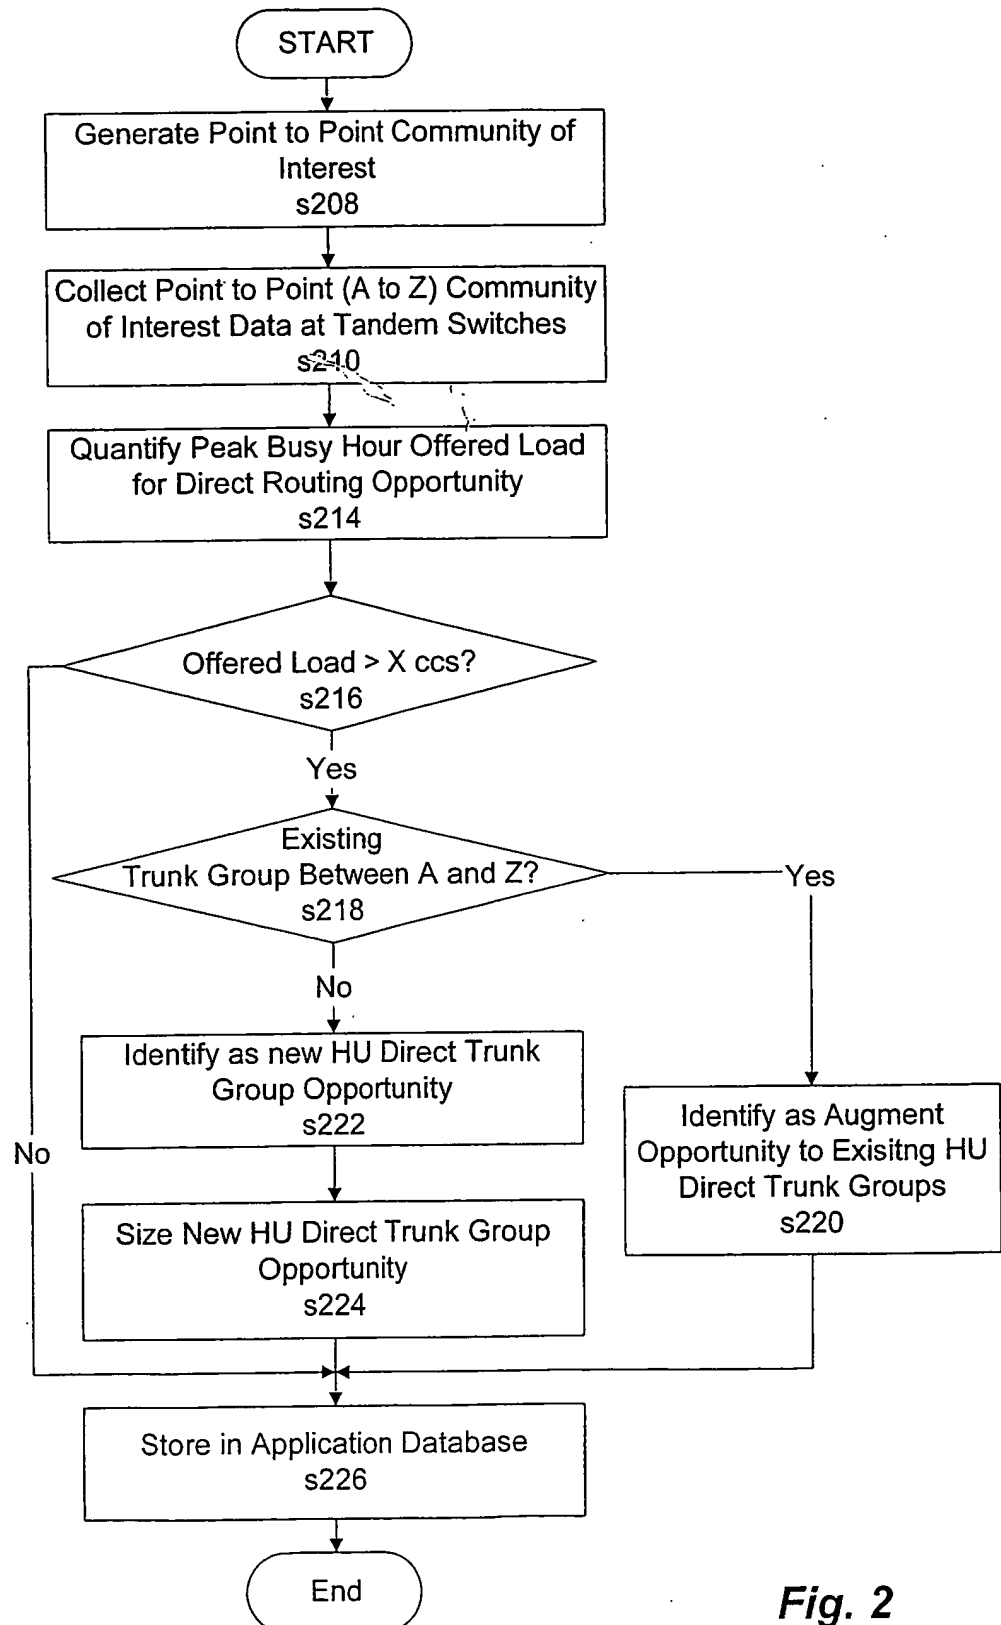 START
Generate Point to Point Community of
Interest
s208
Collect Point to Point (A to Z) Community
of Interest Data at Tandem Switches
s210
Quantify Peak Busy Hour Offered Load
for Direct Routing Opportunity
s214
Offered Load > X ccs?
s216
Yes
Existing
Trunk Group Between A and Z?
s218
Yes
No
Identify as new HU Direct Trunk
Group Opportunity
s222
Identify as Augment
Opportunity to Exisitng HU
Direct Trunk Groups
s220
No
Size New HU Direct Trunk Group
Opportunity
s224
Store in Application Database
s226
End
Fig. 2